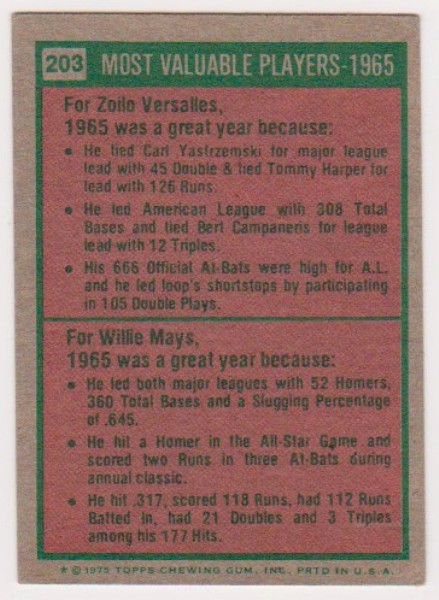 203 MOST VALUABLE PLAYERS-1965
For Zoilo Versalles,
1965 was a great year because:
• He tied Carl Yastrzemski for major league
lead with 45 Double & tied Tommy Harper for
lead with 126 Runs.
• He led American League with 308 Total
Bases and tied Bert Campaneris for league
lead with 12 Triples.
• His 666 Official At-Bats were high for A.L.
and he led loop's shortstops by participating
in 105 Double Plays.
For Willie Mays,
1965 was a great year because:
• He led both major leagues with 52 Homers,
360 Total Bases and a Slugging Percentage
of .645.
• He hit a Homer in the All-Star Game and
scored two Runs in three At-Bats during
annual classic.
• He hit .317, scored 118 Runs, had 112 Runs
Batted In, had 21 Doubles and 3 Triples
among his 177 Hits.
★ © 1975 TOPPS CHEWING GUM, INC. PRTD IN U.S.A.